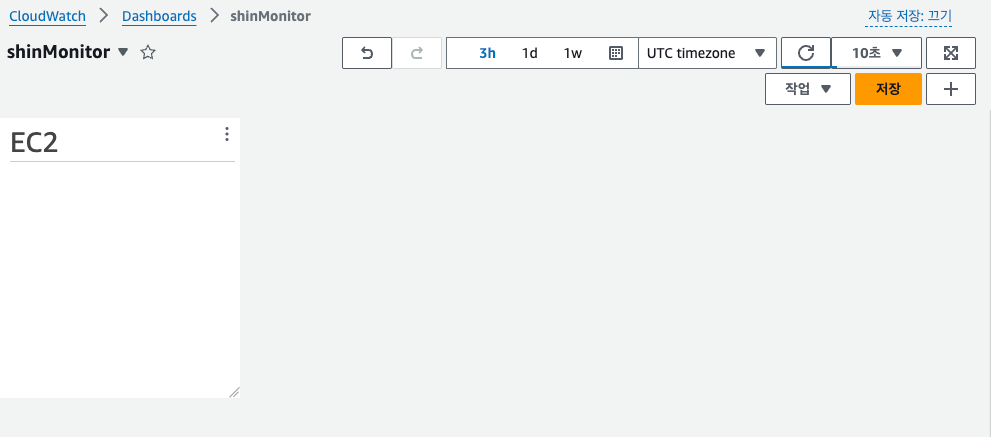 CloudWatch > Dashboards > shinMonitor
자동 저장: 끄기
shinMonitor
3h 1d 1w UTC timezone 10초
작업 저장
EC2